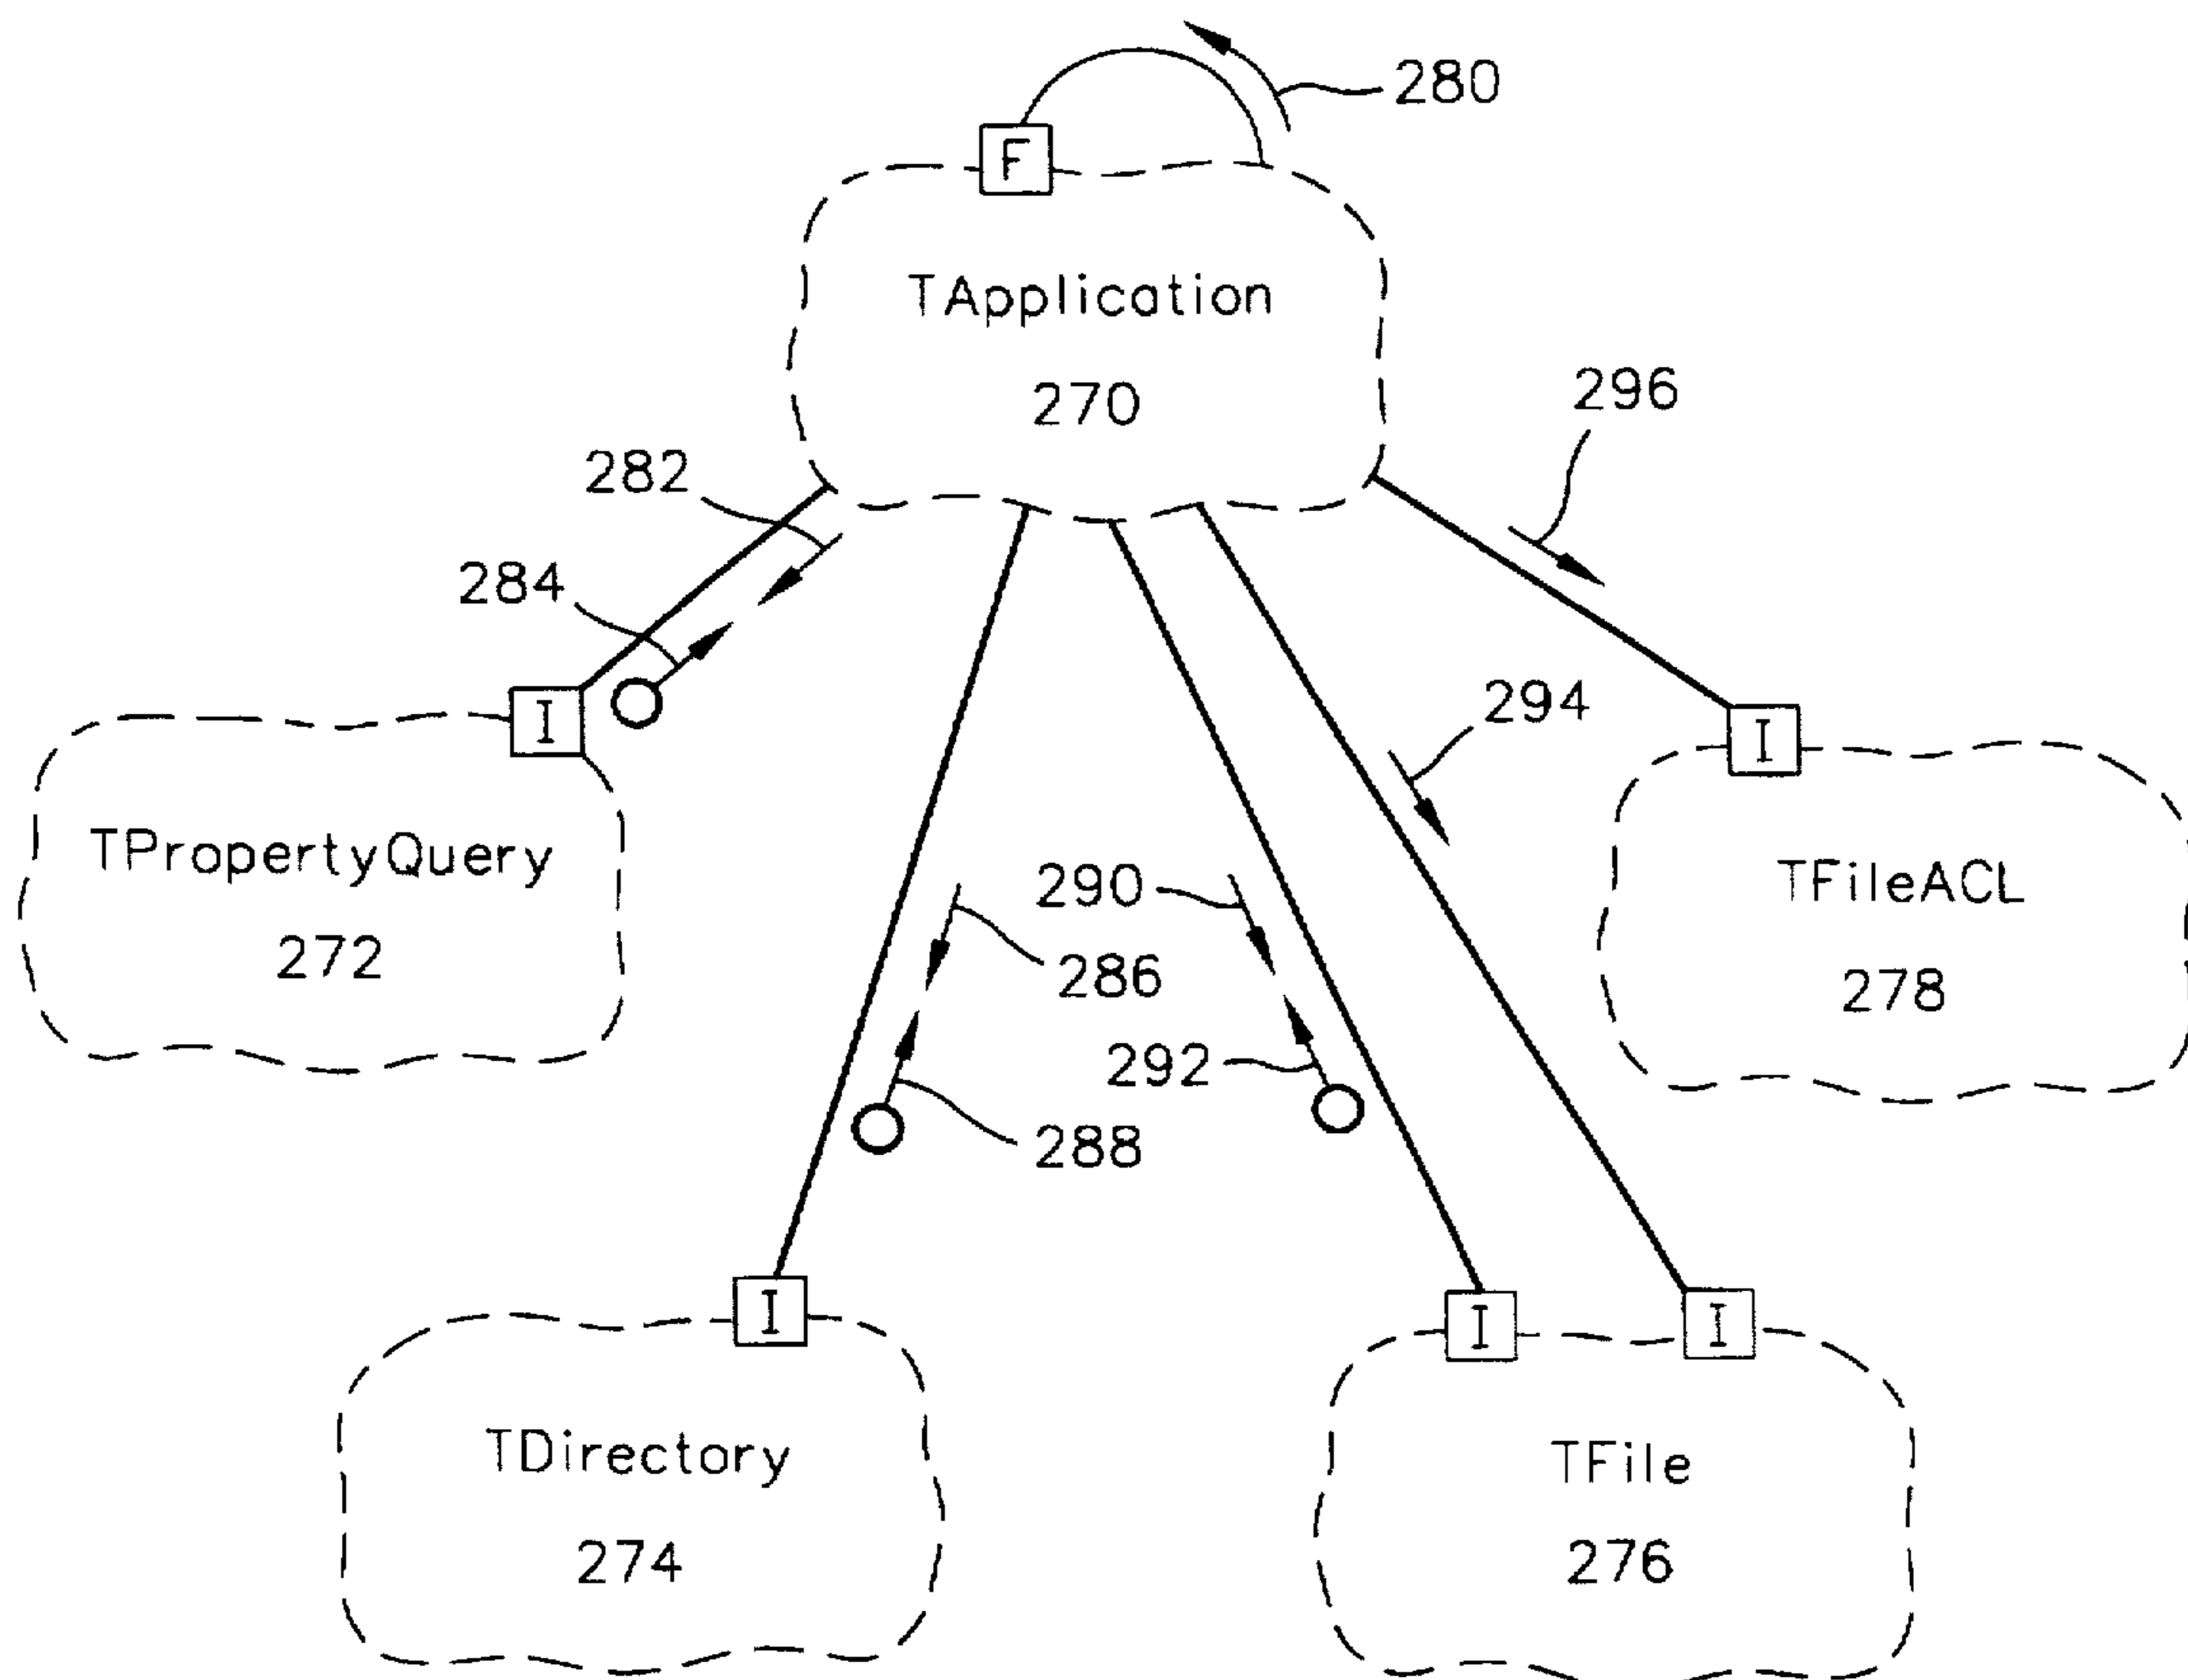 280
F
TApplication
270
296
282
284
294
I
I
TPropertyQuery
272
290
286
TFileACL
278
292
288
I
I
I
TDirectory
274
TFile
276